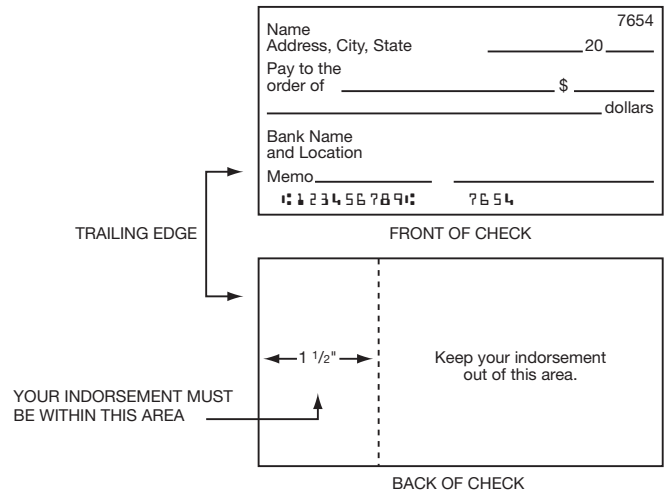 7654
Name
Address, City, State 20
Pay to the
order of $
dollars
Bank Name
and Location
Memo
⑆123456789⑆ 7654
TRAILING EDGE
FRONT OF CHECK
1 1/2"
Keep your indorsement
out of this area.
YOUR INDORSEMENT MUST
BE WITHIN THIS AREA
BACK OF CHECK